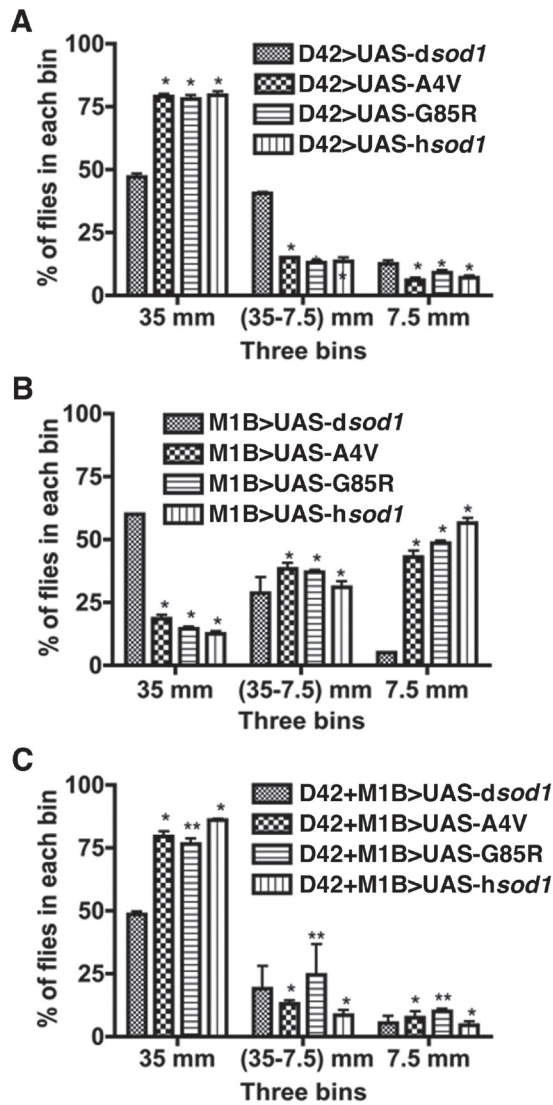 A
% of flies in each bin
100
75
50
25
0
D42>UAS-dsod1
D42>UAS-A4V
D42>UAS-G85R
D42>UAS-hsod1
* * *
* * *
* * *
35 mm (35-7.5) mm 7.5 mm
Three bins
B
% of flies in each bin
100
75
50
25
0
M1B>UAS-dsod1
M1B>UAS-A4V
M1B>UAS-G85R
M1B>UAS-hsod1
* * *
* * *
* * *
35 mm (35-7.5) mm 7.5 mm
Three bins
C
% of flies in each bin
100
75
50
25
0
D42+M1B>UAS-dsod1
D42+M1B>UAS-A4V
D42+M1B>UAS-G85R
D42+M1B>UAS-hsod1
* ** *
* ** *
* ** *
35 mm (35-7.5) mm 7.5 mm
Three bins